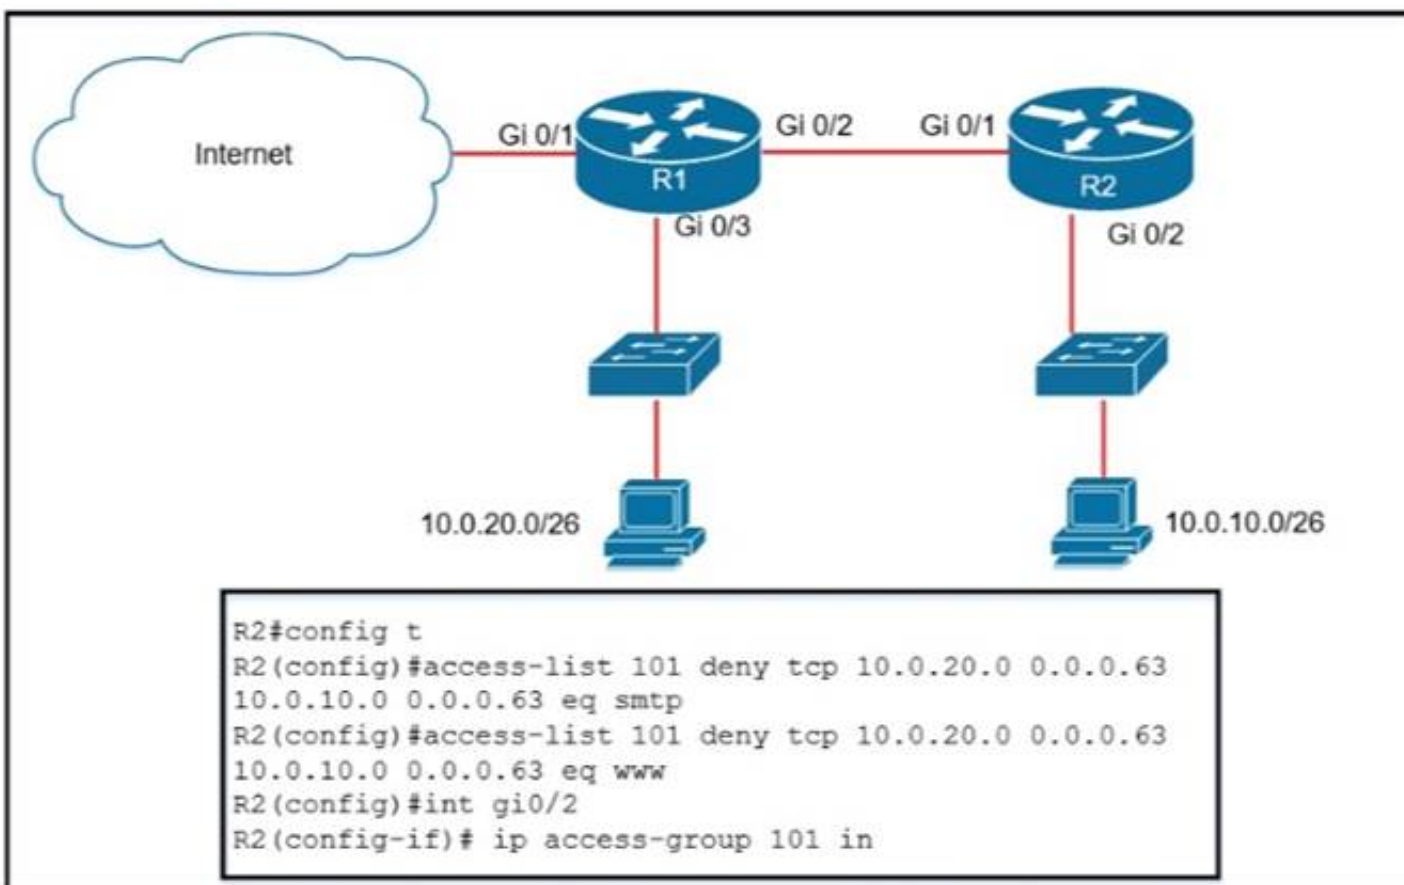 Internet
Gi 0/1
R1
Gi 0/2
Gi 0/1
R2
Gi 0/3
Gi 0/2
10.0.20.0/26
10.0.10.0/26
R2#config t
R2(config)#access-list 101 deny tcp 10.0.20.0 0.0.0.63
10.0.10.0 0.0.0.63 eq smtp
R2(config)#access-list 101 deny tcp 10.0.20.0 0.0.0.63
10.0.10.0 0.0.0.63 eq www
R2(config)#int gi0/2
R2(config-if)# ip access-group 101 in